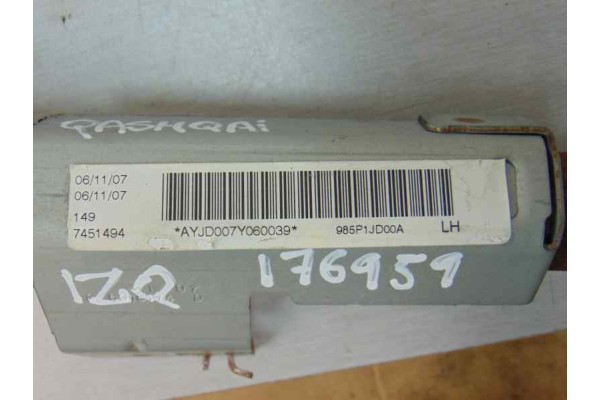 QASHQAi
06/11/07
06/11/07
149
7451494
*AYJD007Y060039*
985P1JD00A
LH
IZQ
176959